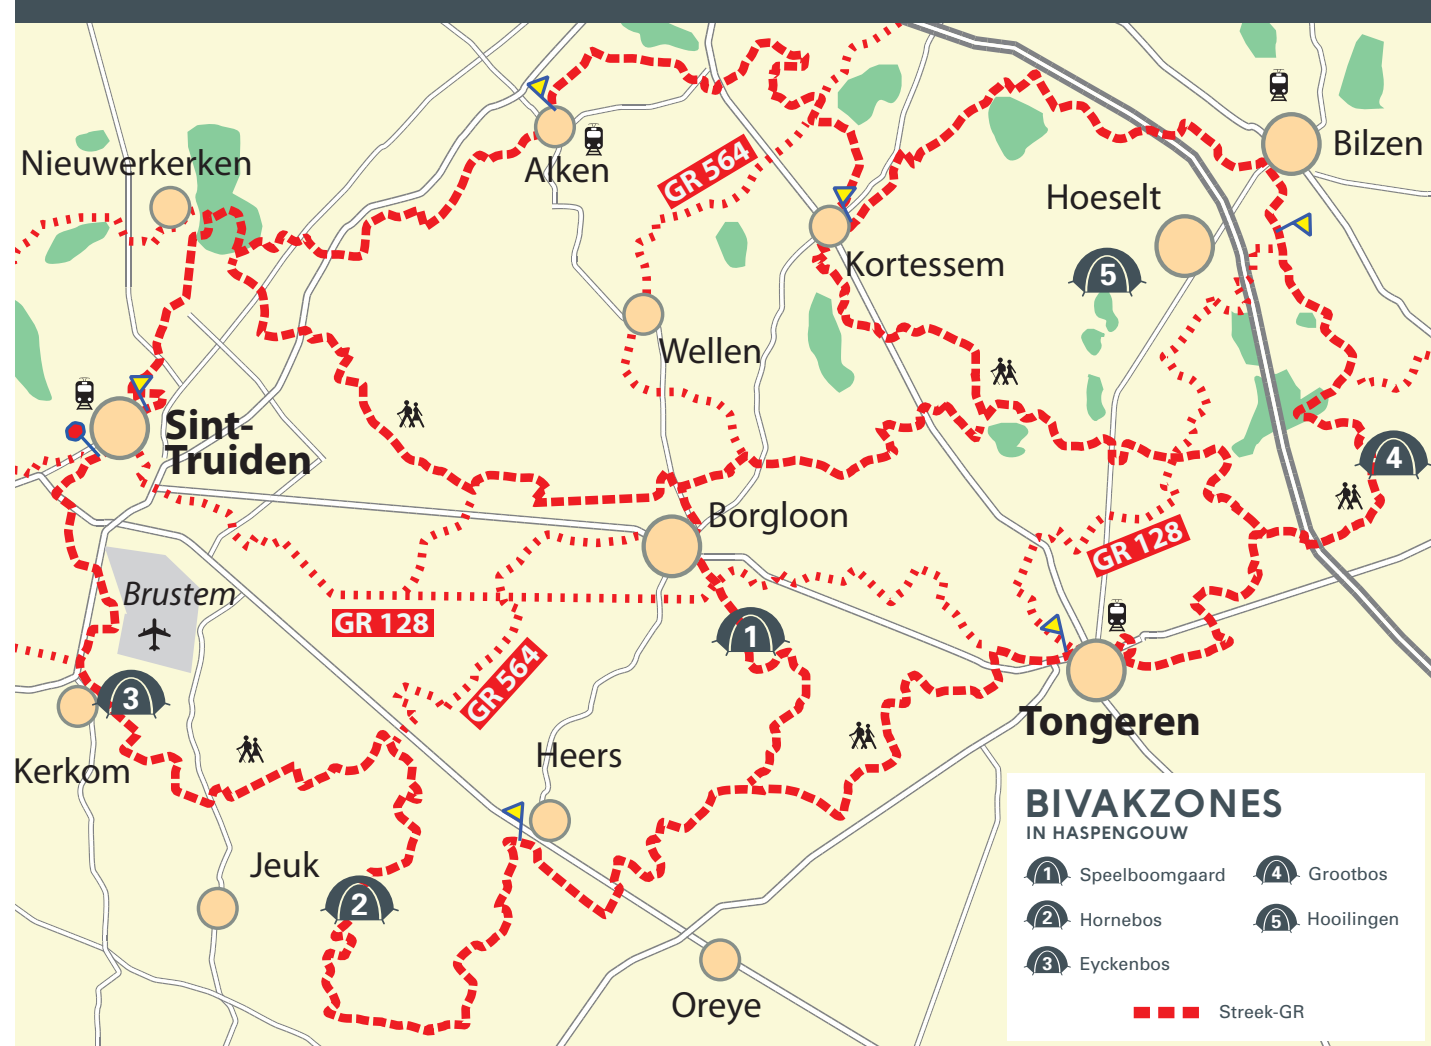 Nieuwerkerken
Alken
GR 564
Bilzen
Hoeselt
Kortessem
5
Wellen
Sint-
Truiden
4
Borgloon
GR 128
Brustem
GR 128
1
GR 564
3
Tongeren
Kerkom
Heers
Jeuk
2
Oreye
BIVAKZONES
IN HASPENGOUW
1 Speelboomgaard
4 Grootbos
2 Hornebos
5 Hooilingen
3 Eyckenbos
Streek-GR